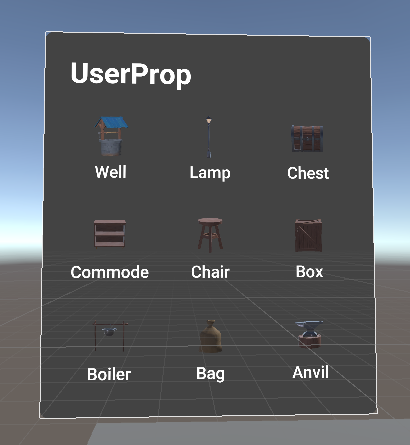 UserProp
Well Lamp Chest
Commode Chair Box
Boiler Bag Anvil